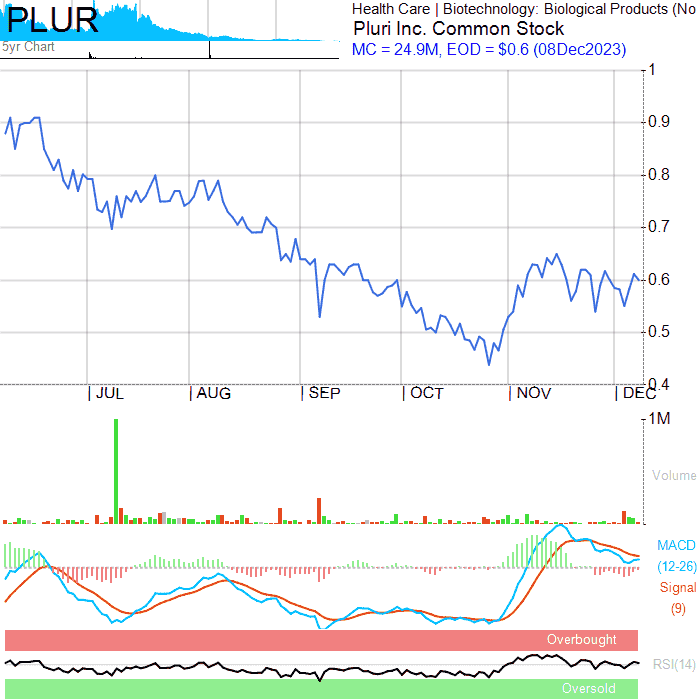 PLUR
5yr Chart
Health Care | Biotechnology: Biological Products (No
Pluri Inc. Common Stock
MC = 24.9M, EOD = $0.6 (08Dec2023)
1
0.9
0.8
0.7
0.6
0.5
0.4
JUL AUG SEP OCT NOV DEC
1M
Volume
MACD
(12-26)
Signal
(9)
Overbought
RSI(14)
Oversold